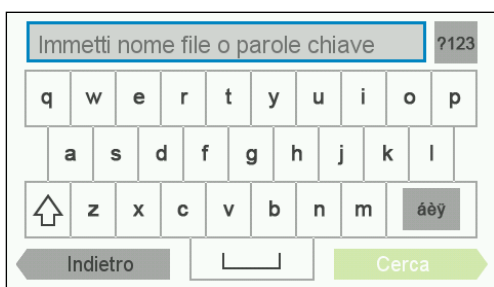 Immetti nome file o parole chiave ?123
q w e r t y u i o p
a s d f g h j k l
z x c v b n m áèÿ
Indietro Cerca